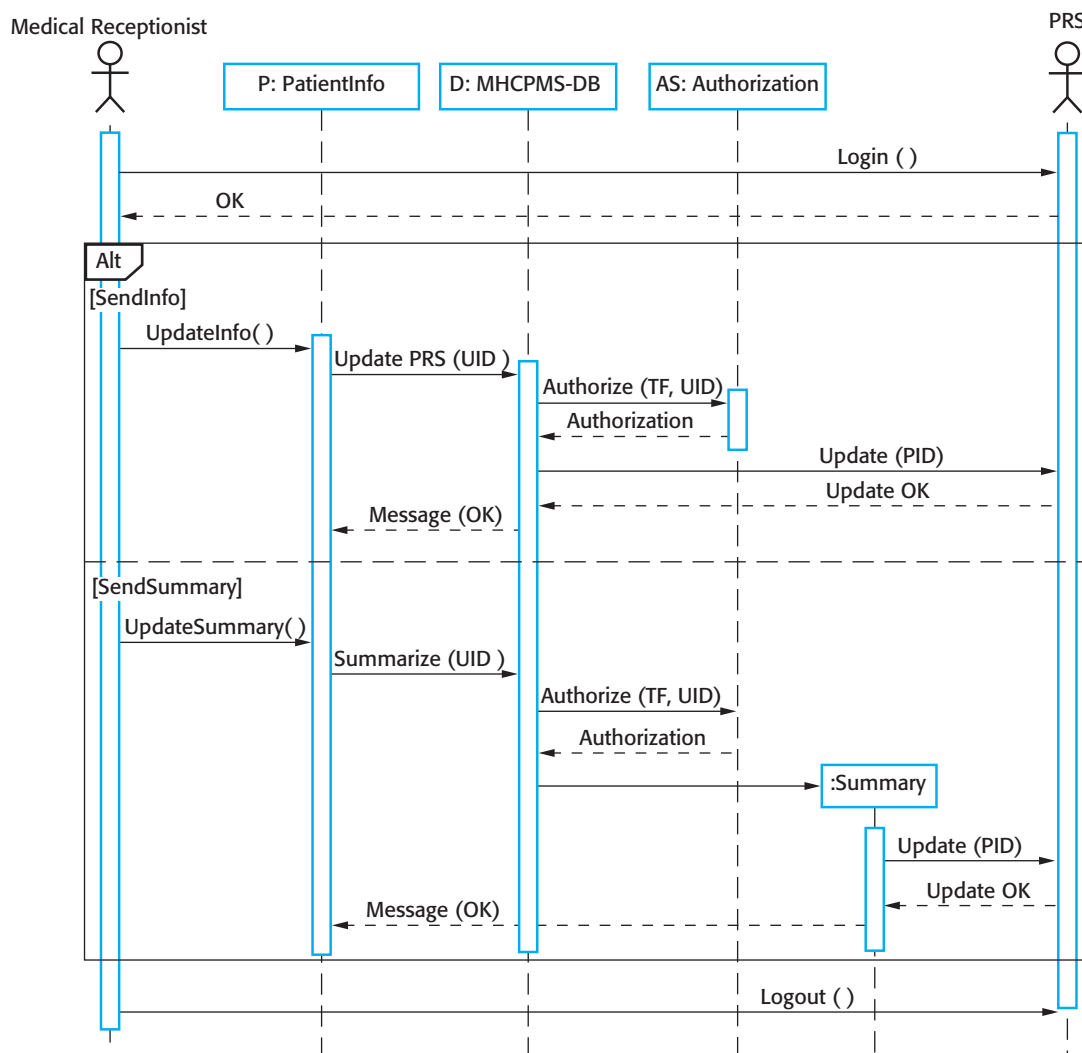 Medical Receptionist
PRS
P: PatientInfo
D: MHCPMS-DB
AS: Authorization
Login ( )
OK
Alt
[SendInfo]
UpdateInfo( )
Update PRS (UID )
Authorize (TF, UID)
Authorization
Update (PID)
Update OK
Message (OK)
[SendSummary]
UpdateSummary( )
Summarize (UID )
Authorize (TF, UID)
Authorization
:Summary
Update (PID)
Update OK
Message (OK)
Logout ( )